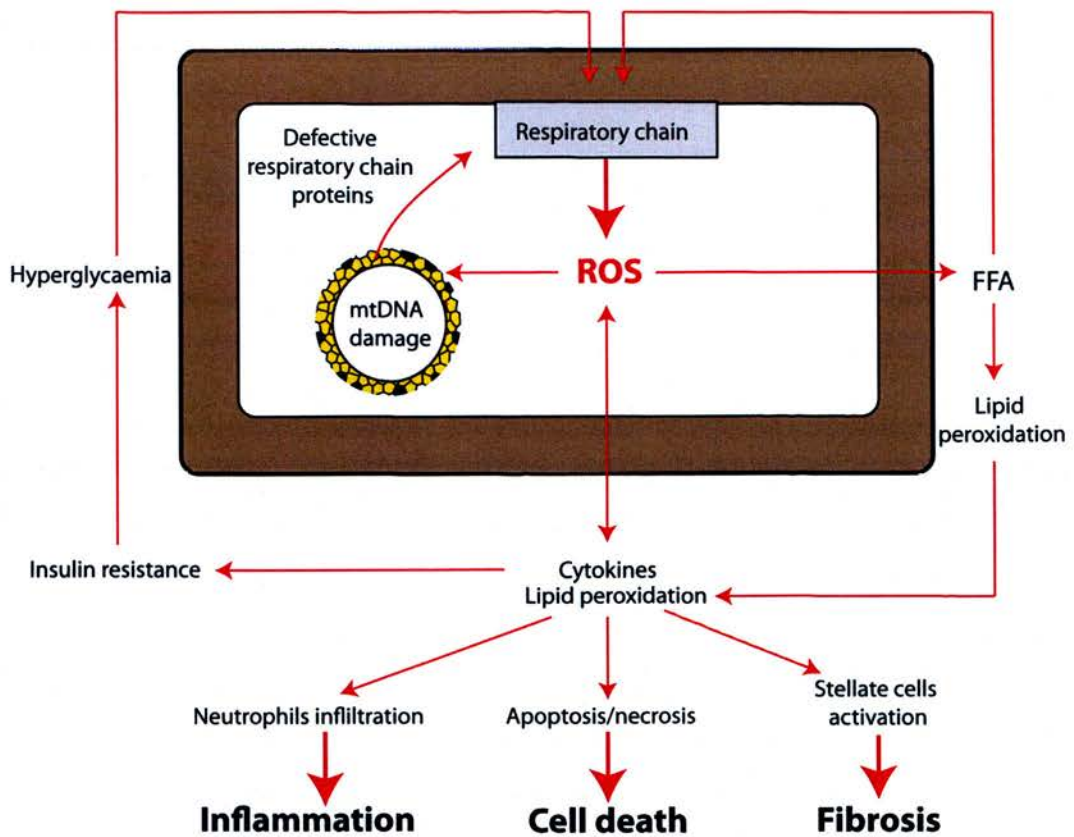 Respiratory chain
Defective
respiratory chain
proteins
Hyperglycaemia
ROS
FFA
mtDNA
damage
Lipid
peroxidation
Insulin resistance
Cytokines
Lipid peroxidation
Neutrophils infiltration
Apoptosis/necrosis
Stellate cells
activation
Inflammation
Cell death
Fibrosis